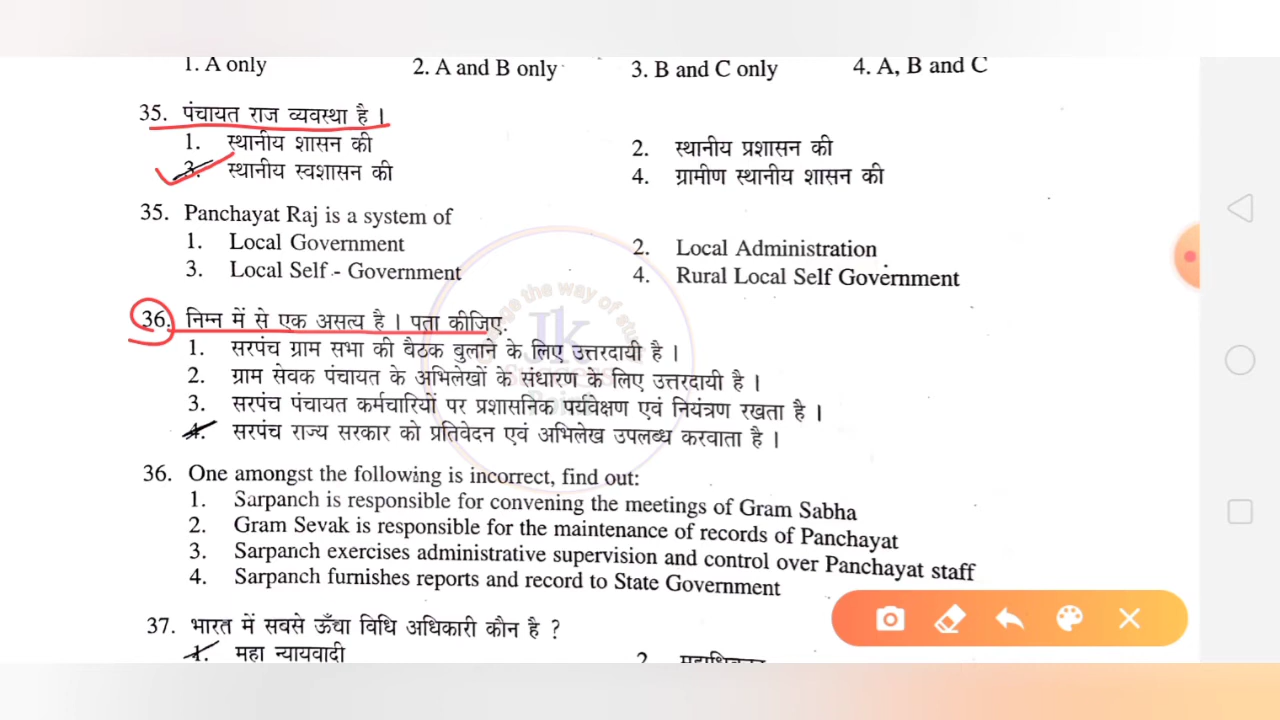 1. A only 2. A and B only 3. B and C only 4. A, B and C
35. पंचायत राज व्यवस्था है ।
1. स्थानीय शासन की 2. स्थानीय प्रशासन की
3. स्थानीय स्वशासन की 4. ग्रामीण स्थानीय शासन की
35. Panchayat Raj is a system of
1. Local Government 2. Local Administration
3. Local Self - Government 4. Rural Local Self Government
36. निम्न में से एक असत्य है । पता कीजिए.
1. सरपंच ग्राम सभा की बैठक बुलाने के लिए उत्तरदायी है ।
2. ग्राम सेवक पंचायत के अभिलेखों के संधारण के लिए उत्तरदायी है ।
3. सरपंच पंचायत कर्मचारियों पर प्रशासनिक पर्यवेक्षण एवं नियंत्रण रखता है ।
4. सरपंच राज्य सरकार को प्रतिवेदन एवं अभिलेख उपलब्ध करवाता है ।
36. One amongst the following is incorrect, find out:
1. Sarpanch is responsible for convening the meetings of Gram Sabha
2. Gram Sevak is responsible for the maintenance of records of Panchayat
3. Sarpanch exercises administrative supervision and control over Panchayat staff
4. Sarpanch furnishes reports and record to State Government
37. भारत में सबसे ऊँचा विधि अधिकारी कौन है ?
1. महा न्यायवादी 2.
the way of
Jk